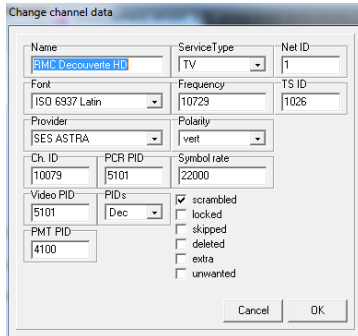 Change channel data
Name ServiceType Net ID
RMC Decouverte HD TV 1
Font Frequency TS ID
ISO 6937 Latin 10729 1026
Provider Polarity
SES ASTRA vert
Ch. ID PCR PID Symbol rate
10079 5101 22000
Video PID PIDs
5101 Dec scrambled
locked
PMT PID skipped
4100 deleted
extra
unwanted
Cancel OK